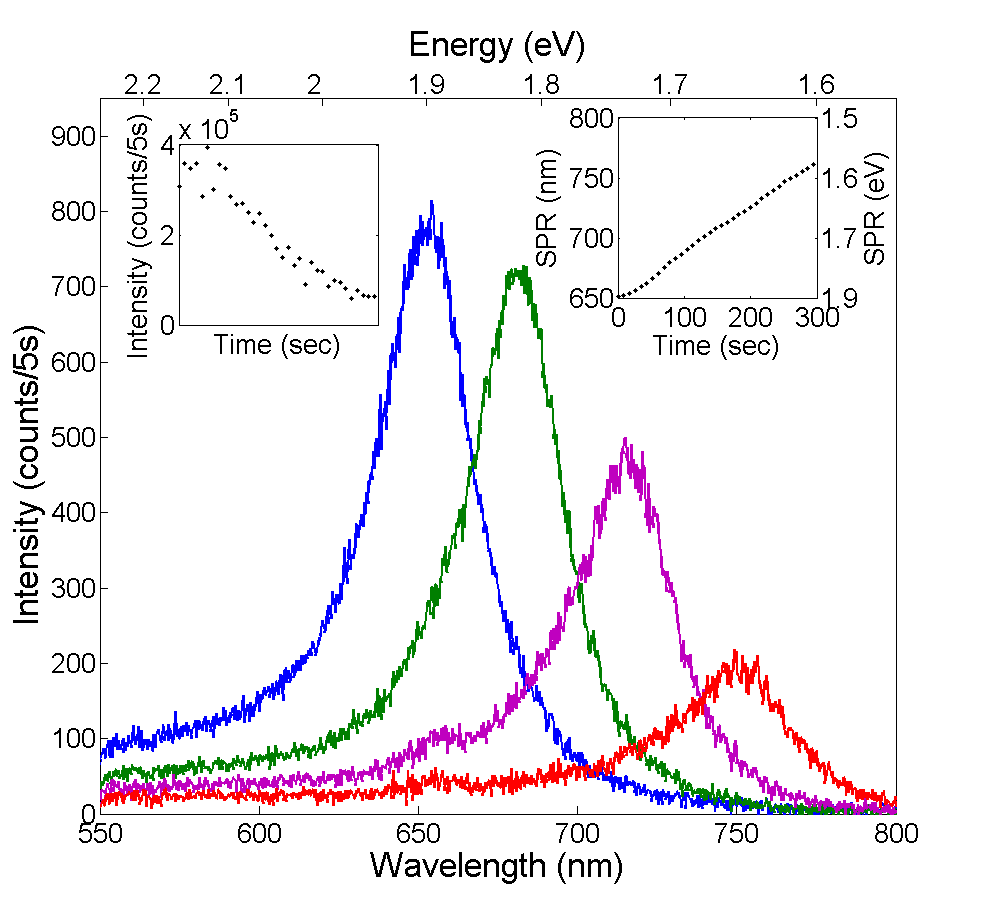 Energy (eV)
2.2 2.1 2 1.9 1.8 1.7 1.6
Intensity (counts/5s)
900
800
700
600
500
400
300
200
100
0
550 600 650 700 750 800
Wavelength (nm)
x 10^5
Intensity (counts/5s)
4
2
0
Time (sec)
SPR (nm)
800
750
700
650
0 100 200 300
Time (sec)
1.5
1.6
1.7
1.9
SPR (eV)